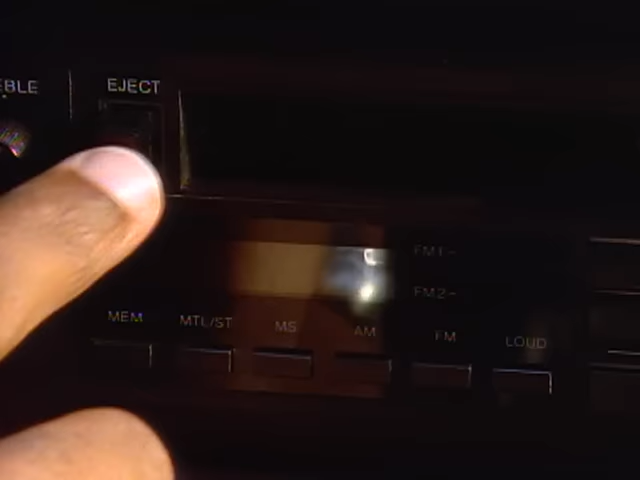 EBLE
EJECT
FM1-
FM2-
MEM
MTL/ST
MS
AM
FM
LOUD